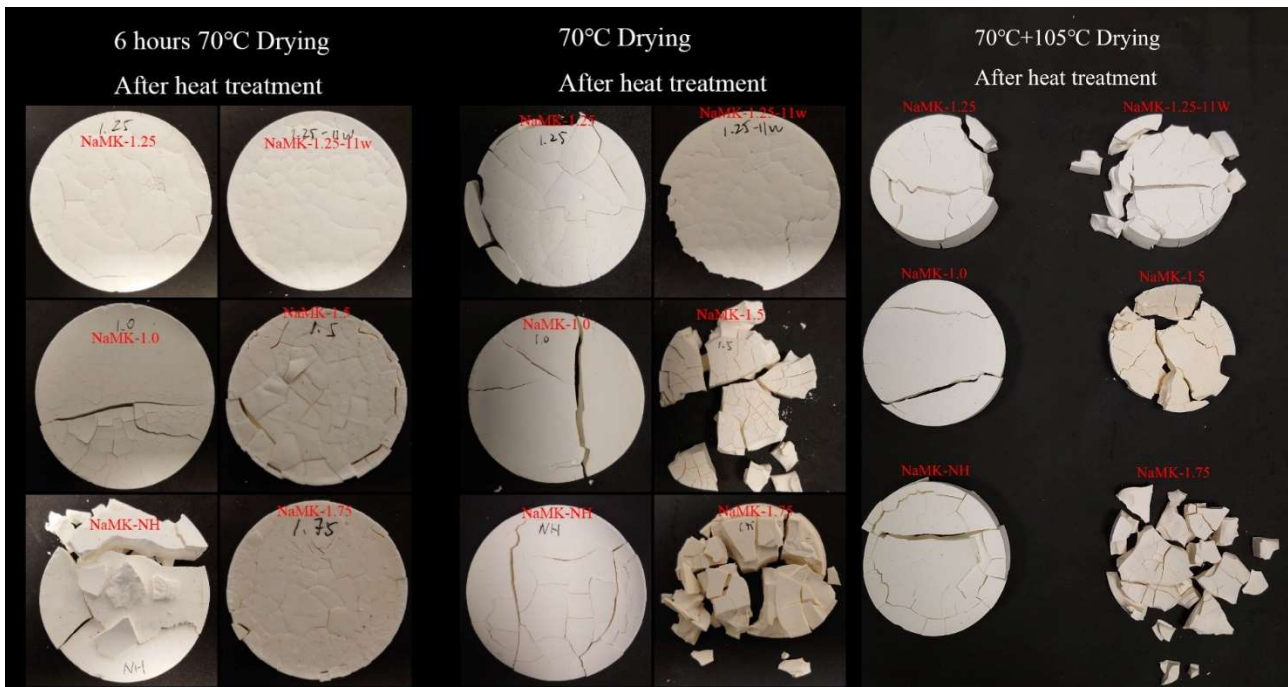 6 hours 70℃ Drying
After heat treatment
NaMK-1.25
1.25
NaMK-1.25-11w
1.25-11w
NaMK-1.0
1.0
NaMK-1.5
1.5
NaMK-NH
NH
NaMK-1.75
1.75
70℃ Drying
After heat treatment
NaMK-1.25
1.25
NaMK-1.25-11w
1.25-11w
NaMK-1.0
1.0
NaMK-1.5
1.5
NaMK-NH
NH
NaMK-1.75
70℃+105℃ Drying
After heat treatment
NaMK-1.25
NaMK-1.25-11W
NaMK-1.0
NaMK-1.5
NaMK-NH
NaMK-1.75